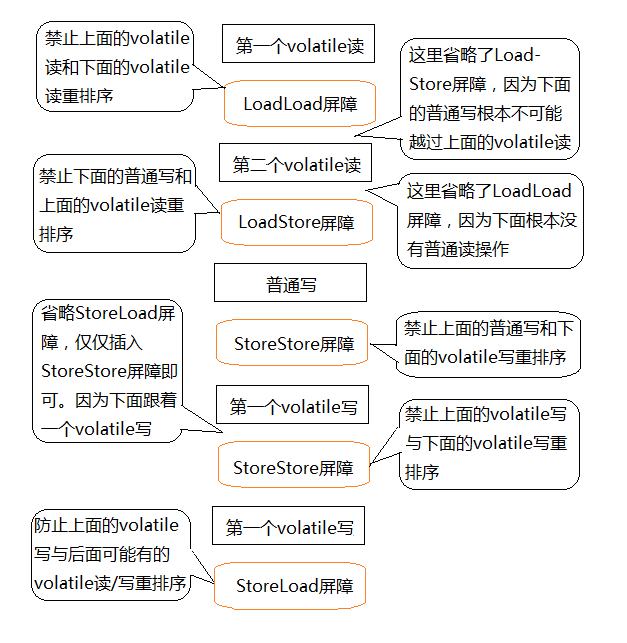 禁止上面的volatile
读和下面的volatile
读重排序
第一个volatile读
LoadLoad屏障
这里省略了Load-
Store屏障，因为下面
的普通写根本不可能
越过上面的volatile读
第二个volatile读
禁止下面的普通写和
上面的volatile读重
排序
LoadStore屏障
这里省略了LoadLoad
屏障，因为下面根本没
有普通读操作
普通写
省略StoreLoad屏
障，仅仅插入
StoreStore屏障即
可。因为下面跟着
一个volatile写
StoreStore屏障
禁止上面的普通写和下
面的volatile写重排序
第一个volatile写
StoreStore屏障
禁止上面的volatile写
与下面的volatile写重
排序
第一个volatile写
防止上面的volatile
写与后面可能有的
volatile读/写重排序
StoreLoad屏障